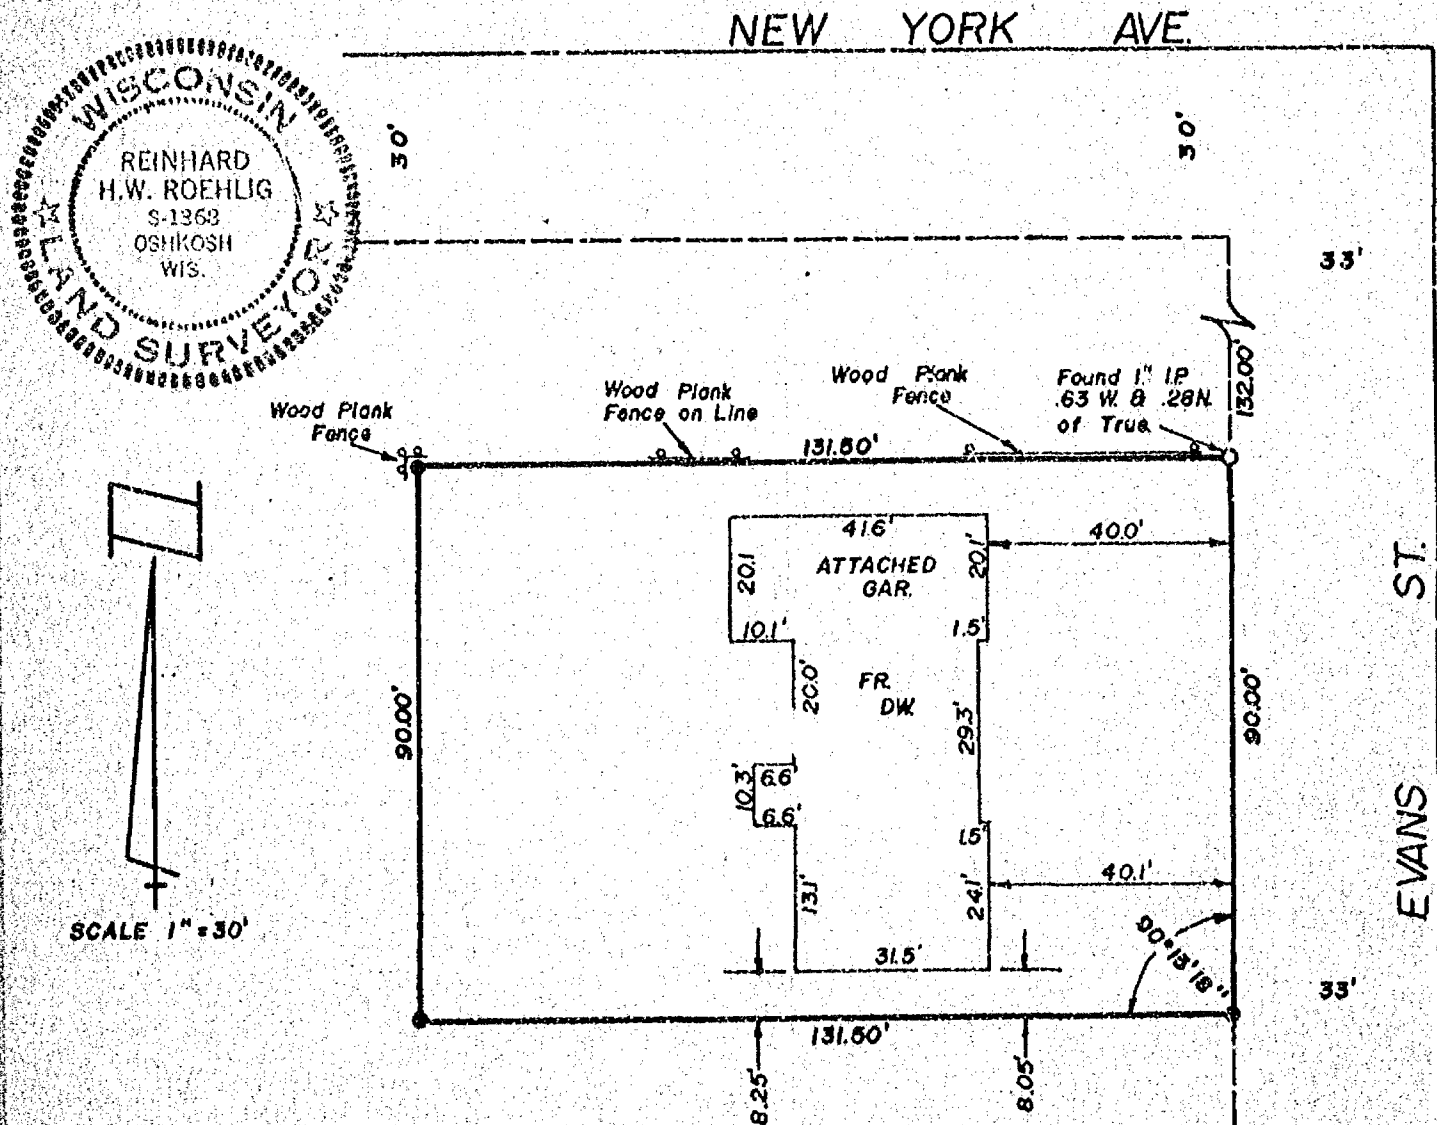 NEW YORK AVE.
WISCONSIN
REINHARD
H.W. ROEHLIG
S-1368
OSHKOSH
WIS.
LAND SURVEYOR
30'
30'
33'
132.00'
Wood Plank
Fence
Wood Plank
Fence on Line
Wood Plank
Fence
Found 1" I.P.
.63 W. & .28N.
of True
131.50'
41.6'
ATTACHED
GAR.
20.1
20.1'
40.0'
10.1'
1.5'
20.0'
FR.
DW.
29.3'
90.00'
90.00'
EVANS ST.
10.3'
6.6'
6.6'
1.5'
13.1'
24.1'
40.1'
31.5'
SCALE 1" = 30'
33'
131.50'
8.25'
8.05'